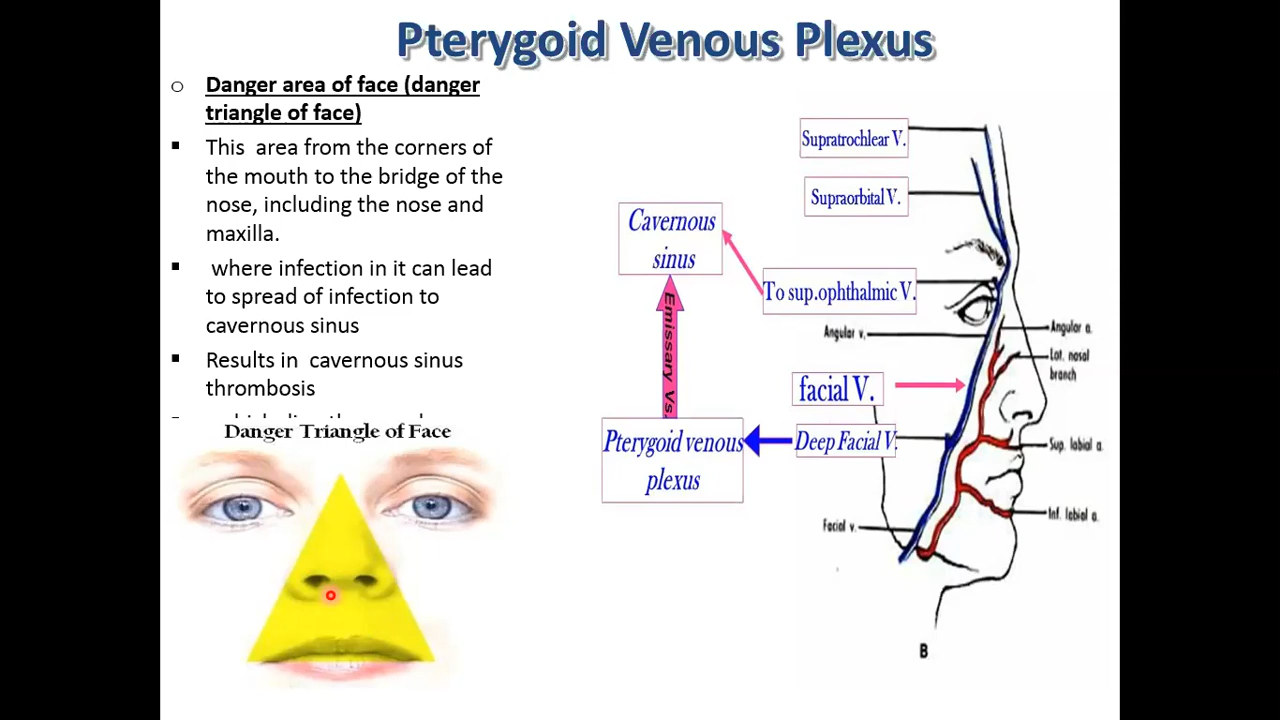 Pterygoid Venous Plexus
o Danger area of face (danger
triangle of face)
▪ This area from the corners of
the mouth to the bridge of the
nose, including the nose and
maxilla.
▪ where infection in it can lead
to spread of infection to
cavernous sinus
▪ Results in cavernous sinus
thrombosis
Danger Triangle of Face
Supratrochlear V.
Supraorbital V.
Cavernous
sinus
To sup.ophthalmic V.
Emissary Vs.
Angular v.
Angular a.
Lat. nasal
branch
facial V.
Pterygoid venous
plexus
Deep Facial V.
Sup. labial a.
Facial v.
Inf. labial a.
B